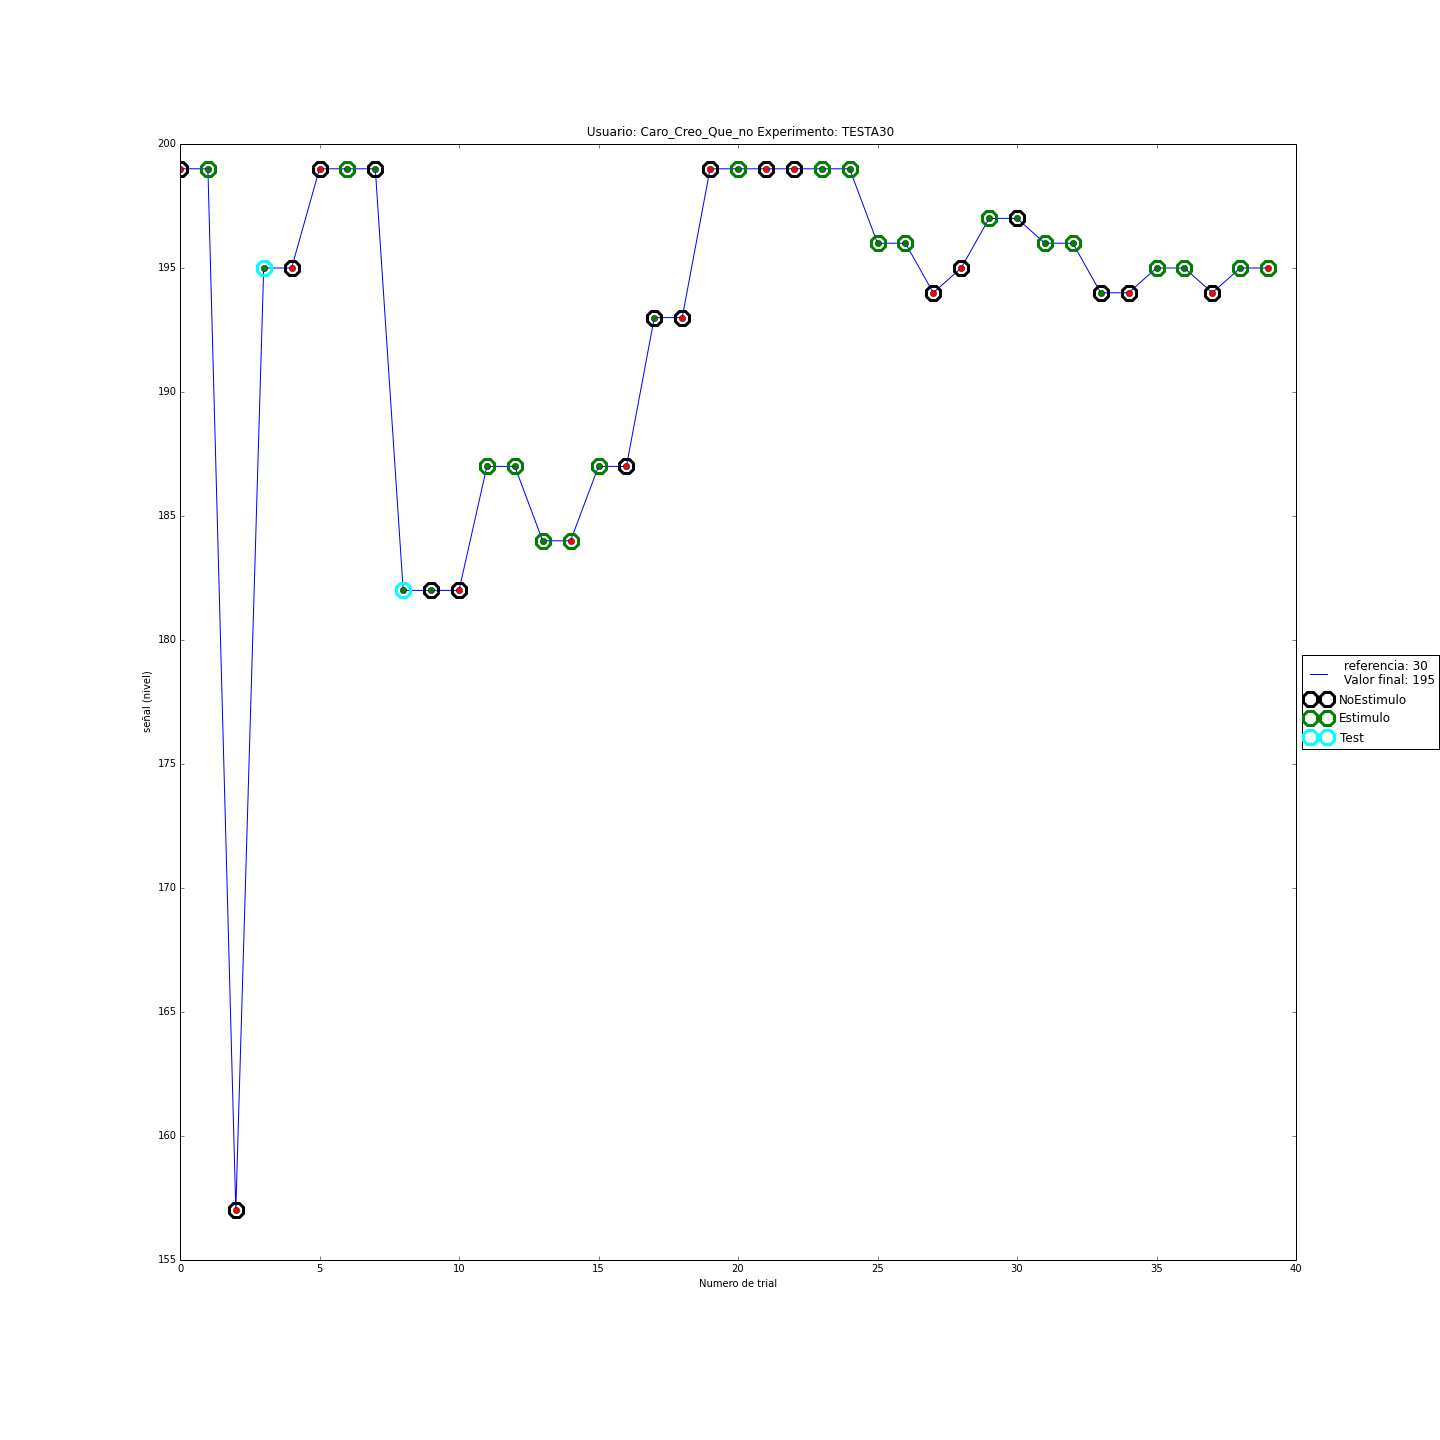 Usuario: Caro_Creo_Que_no Experimento: TESTA30
200
195
190
185
180
175
170
165
160
155
señal (nivel)
0 5 10 15 20 25 30 35 40
Numero de trial
referencia: 30
Valor final: 195
NoEstimulo
Estimulo
Test